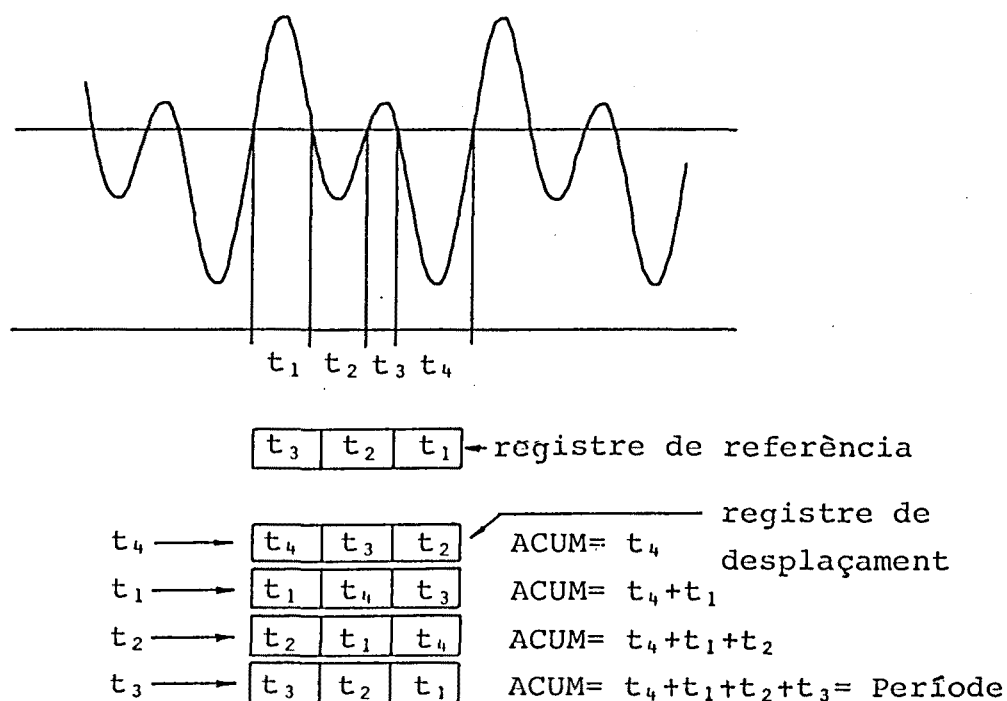 t₁ t₂ t₃ t₄
t₃ t₂ t₁ registre de referència
registre de
desplaçament
t₄ t₄ t₃ t₂ ACUM= t₄
t₁ t₁ t₄ t₃ ACUM= t₄+t₁
t₂ t₂ t₁ t₄ ACUM= t₄+t₁+t₂
t₃ t₃ t₂ t₁ ACUM= t₄+t₁+t₂+t₃= Període